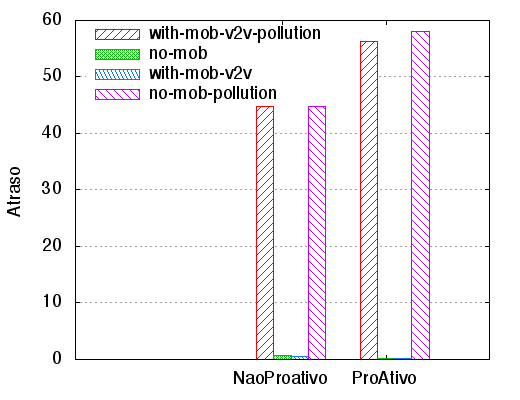 60
50
40
30
20
10
0
Atraso
with-mob-v2v-pollution
no-mob
with-mob-v2v
no-mob-pollution
NaoProativo ProAtivo